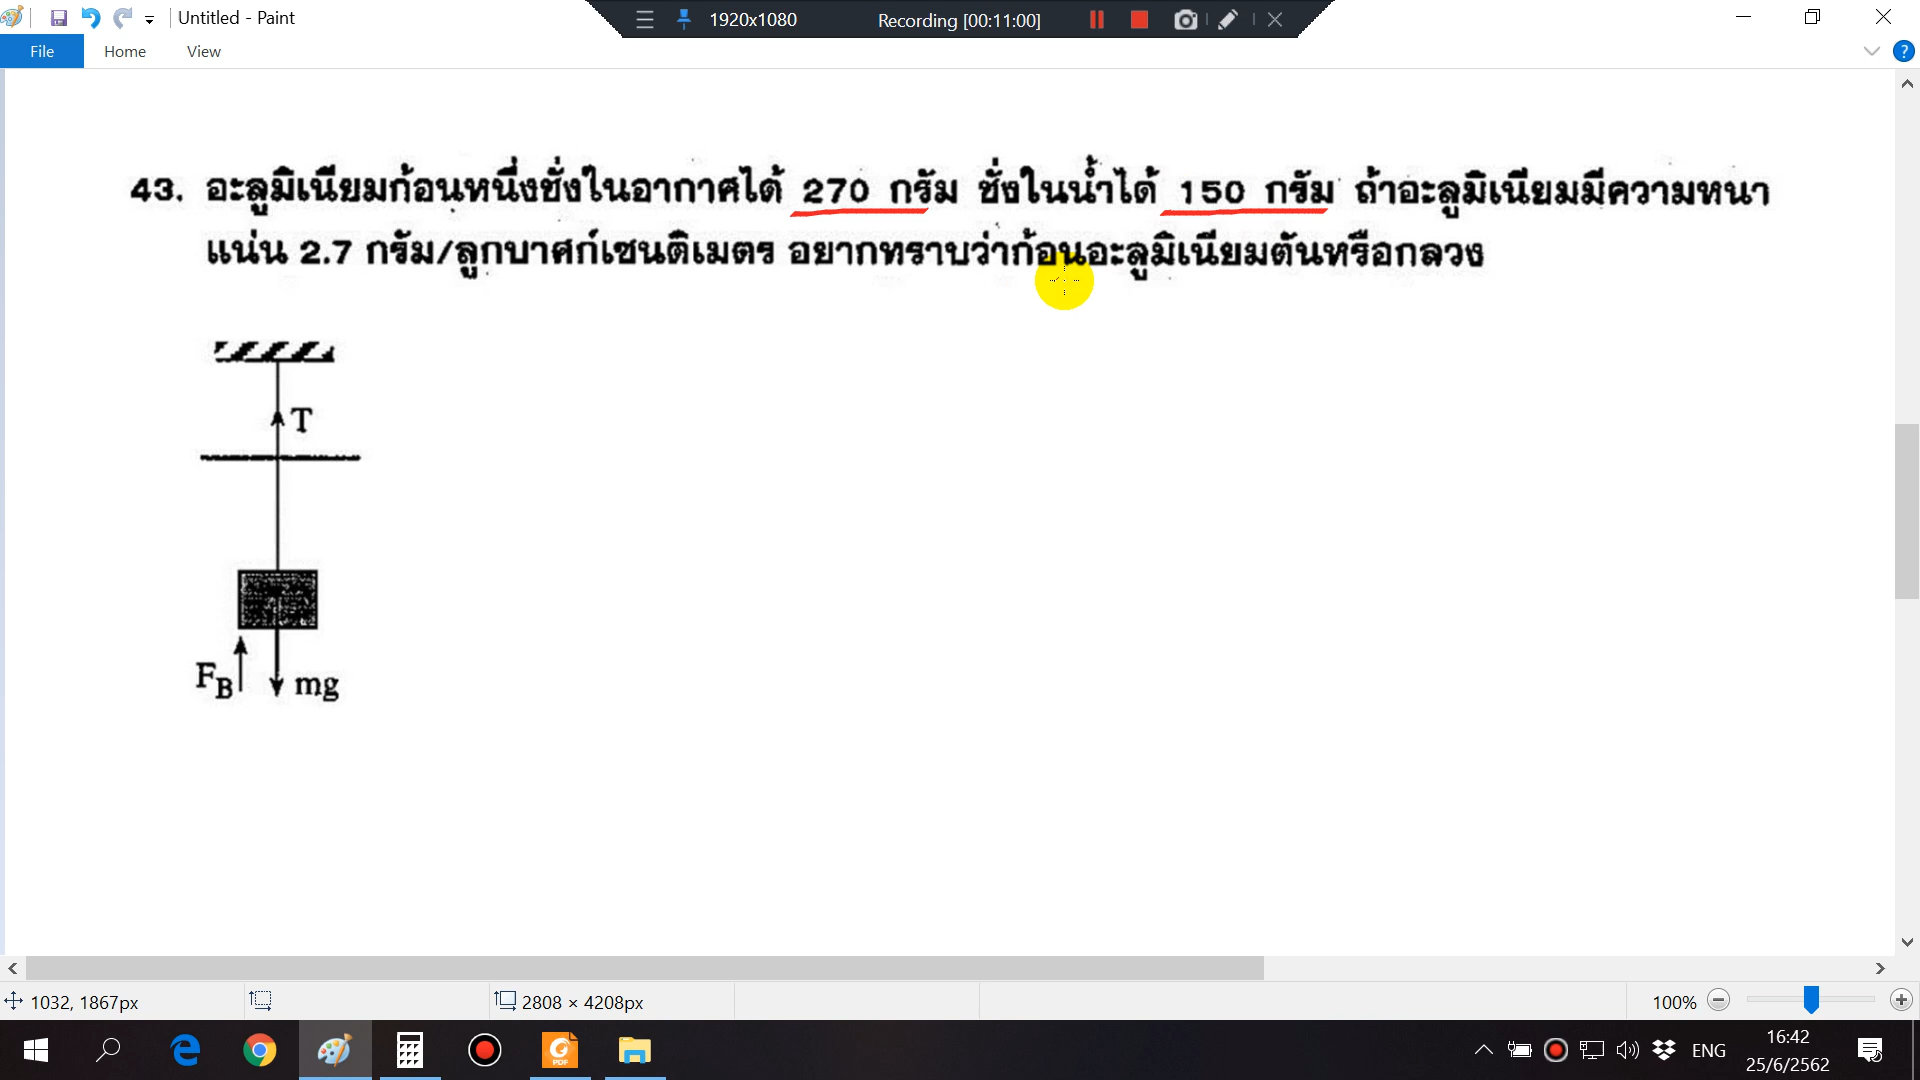 Untitled - Paint
1920x1080
Recording [00:11:00]
File
Home
View
?
43. อะลูมิเนียมก้อนหนึ่งชั่งในอากาศได้ 270 กรัม ชั่งในน้ำได้ 150 กรัม ถ้าอะลูมิเนียมมีความหนา
แน่น 2.7 กรัม/ลูกบาศก์เซนติเมตร อยากทราบว่าก้อนอะลูมิเนียมตันหรือกลวง
T
FB
mg
1032, 1867px
2808 × 4208px
100%
PDF
ENG
16:42
25/6/2562